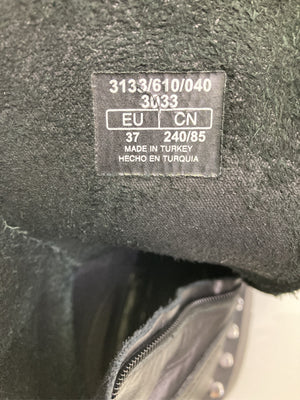 3133/610/040
3033
EU CN
37 240/85
MADE IN TURKEY
HECHO EN TURQUIA